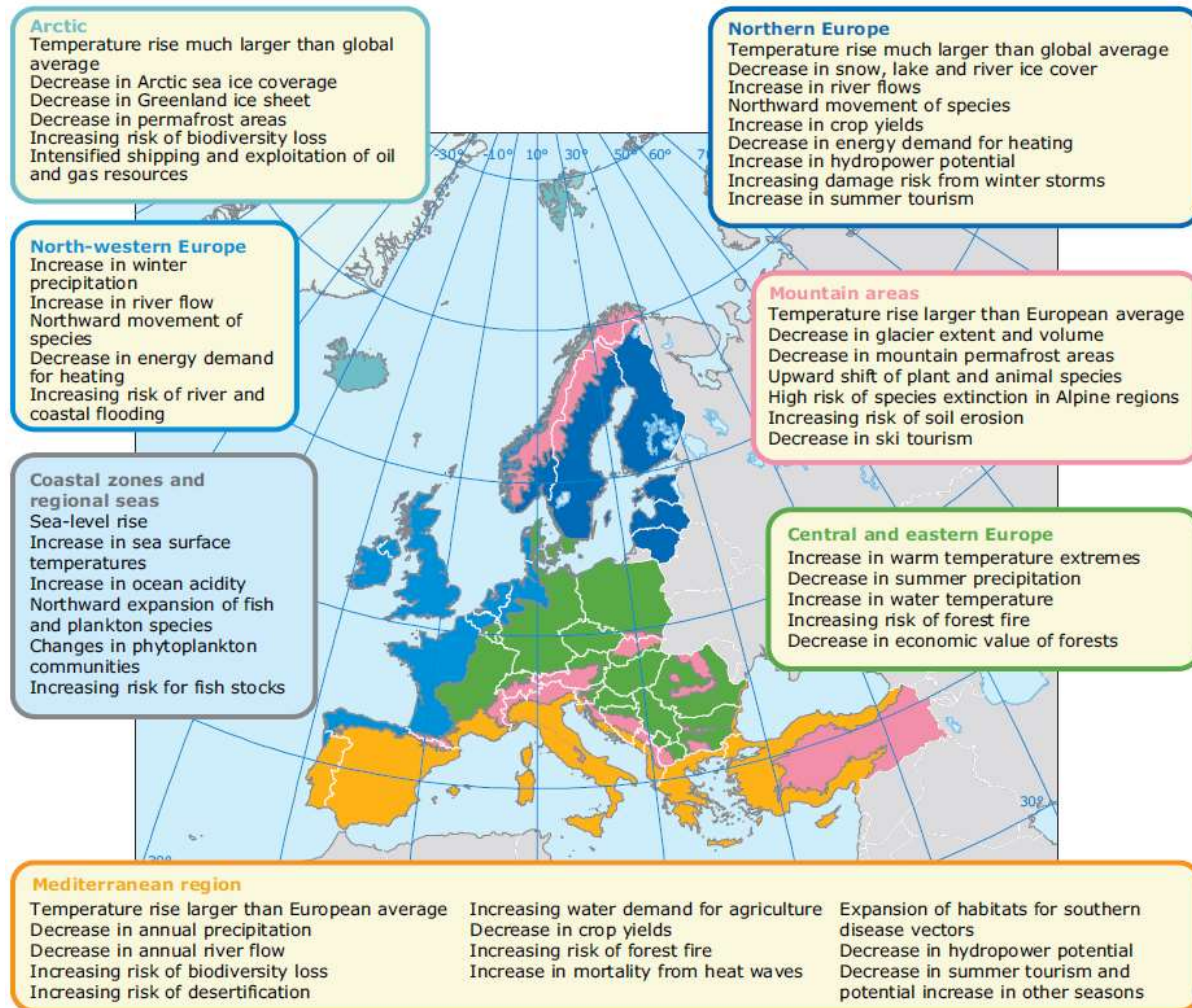 Arctic
Temperature rise much larger than global
average
Decrease in Arctic sea ice coverage
Decrease in Greenland ice sheet
Decrease in permafrost areas
Increasing risk of biodiversity loss
Intensified shipping and exploitation of oil
and gas resources
Northern Europe
Temperature rise much larger than global average
Decrease in snow, lake and river ice cover
Increase in river flows
Northward movement of species
Increase in crop yields
Decrease in energy demand for heating
Increase in hydropower potential
Increasing damage risk from winter storms
Increase in summer tourism
-30° -10° 10° 30° 50° 60°
North-western Europe
Increase in winter
precipitation
Increase in river flow
Northward movement of
species
Decrease in energy demand
for heating
Increasing risk of river and
coastal flooding
Mountain areas
Temperature rise larger than European average
Decrease in glacier extent and volume
Decrease in mountain permafrost areas
Upward shift of plant and animal species
High risk of species extinction in Alpine regions
Increasing risk of soil erosion
Decrease in ski tourism
Coastal zones and
regional seas
Sea-level rise
Increase in sea surface
temperatures
Increase in ocean acidity
Northward expansion of fish
and plankton species
Changes in phytoplankton
communities
Increasing risk for fish stocks
Central and eastern Europe
Increase in warm temperature extremes
Decrease in summer precipitation
Increase in water temperature
Increasing risk of forest fire
Decrease in economic value of forests
30°
Mediterranean region
Temperature rise larger than European average
Decrease in annual precipitation
Decrease in annual river flow
Increasing risk of biodiversity loss
Increasing risk of desertification
Increasing water demand for agriculture
Decrease in crop yields
Increasing risk of forest fire
Increase in mortality from heat waves
Expansion of habitats for southern
disease vectors
Decrease in hydropower potential
Decrease in summer tourism and
potential increase in other seasons